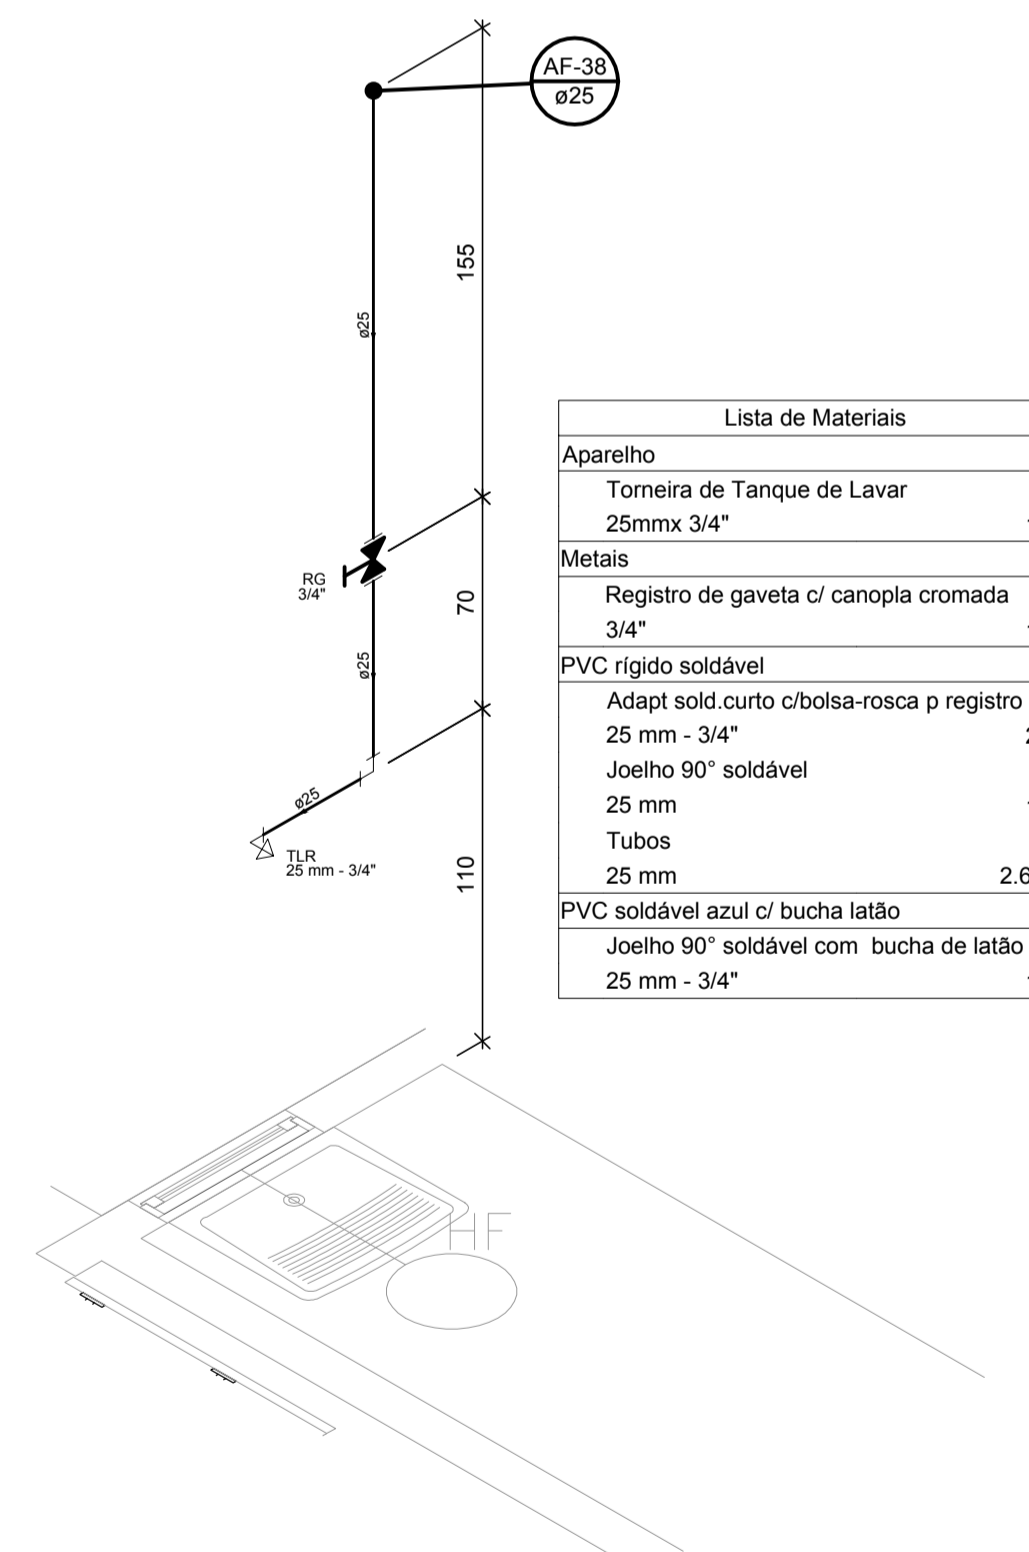 AF-38
ø25
155
ø25
RG
3/4"
70
ø25
ø25
TLR
25 mm - 3/4"
110
Lista de Materiais
Aparelho
Torneira de Tanque de Lavar
25mmx 3/4"
Metais
Registro de gaveta c/ canopla cromada
3/4"
PVC rígido soldável
Adapt sold.curto c/bolsa-rosca p registro
25 mm - 3/4"
Joelho 90° soldável
25 mm
Tubos
25 mm
PVC soldável azul c/ bucha latão
Joelho 90° soldável com bucha de latão
25 mm - 3/4"
HF